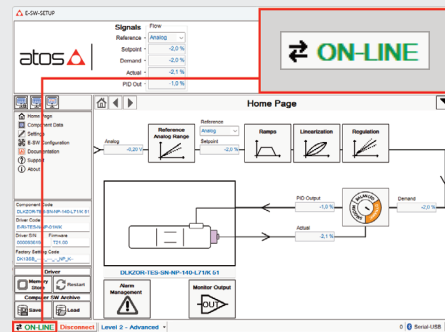 E-SW-SETUP
atos
Signals Flow
Reference - Analog
Setpoint - -2,0 %
Demand - -2,0 %
Actual - -2,1 %
PID Out - -1,0 %
ON-LINE
Home Page
Component Data
Settings
E-SW Configuration
Documentation
Support
About
Home Page
Reference
Analog
Setpoint
-2,0 %
Analog
-0,20 V
Reference
Analog Range
Ramps
Linearization
Regulation
PID Output
-1,0 %
Actual
-2,1 %
BALANCED
Demand
-2,0 %
Component Code
DLKZOR-TES-SN-NP-140-L71/K 51
Driver Code
Driver S/N Firmware
Factory Setting Code
Driver
Memory
Store
Restart
Computer SW Archive
Save
Load
DLKZOR-TES-SN-NP-140-L71/K 51
Alarm
Management
Monitor Output
OUT
ON-LINE Disconnect Level 2 - Advanced
0 Serial-USB